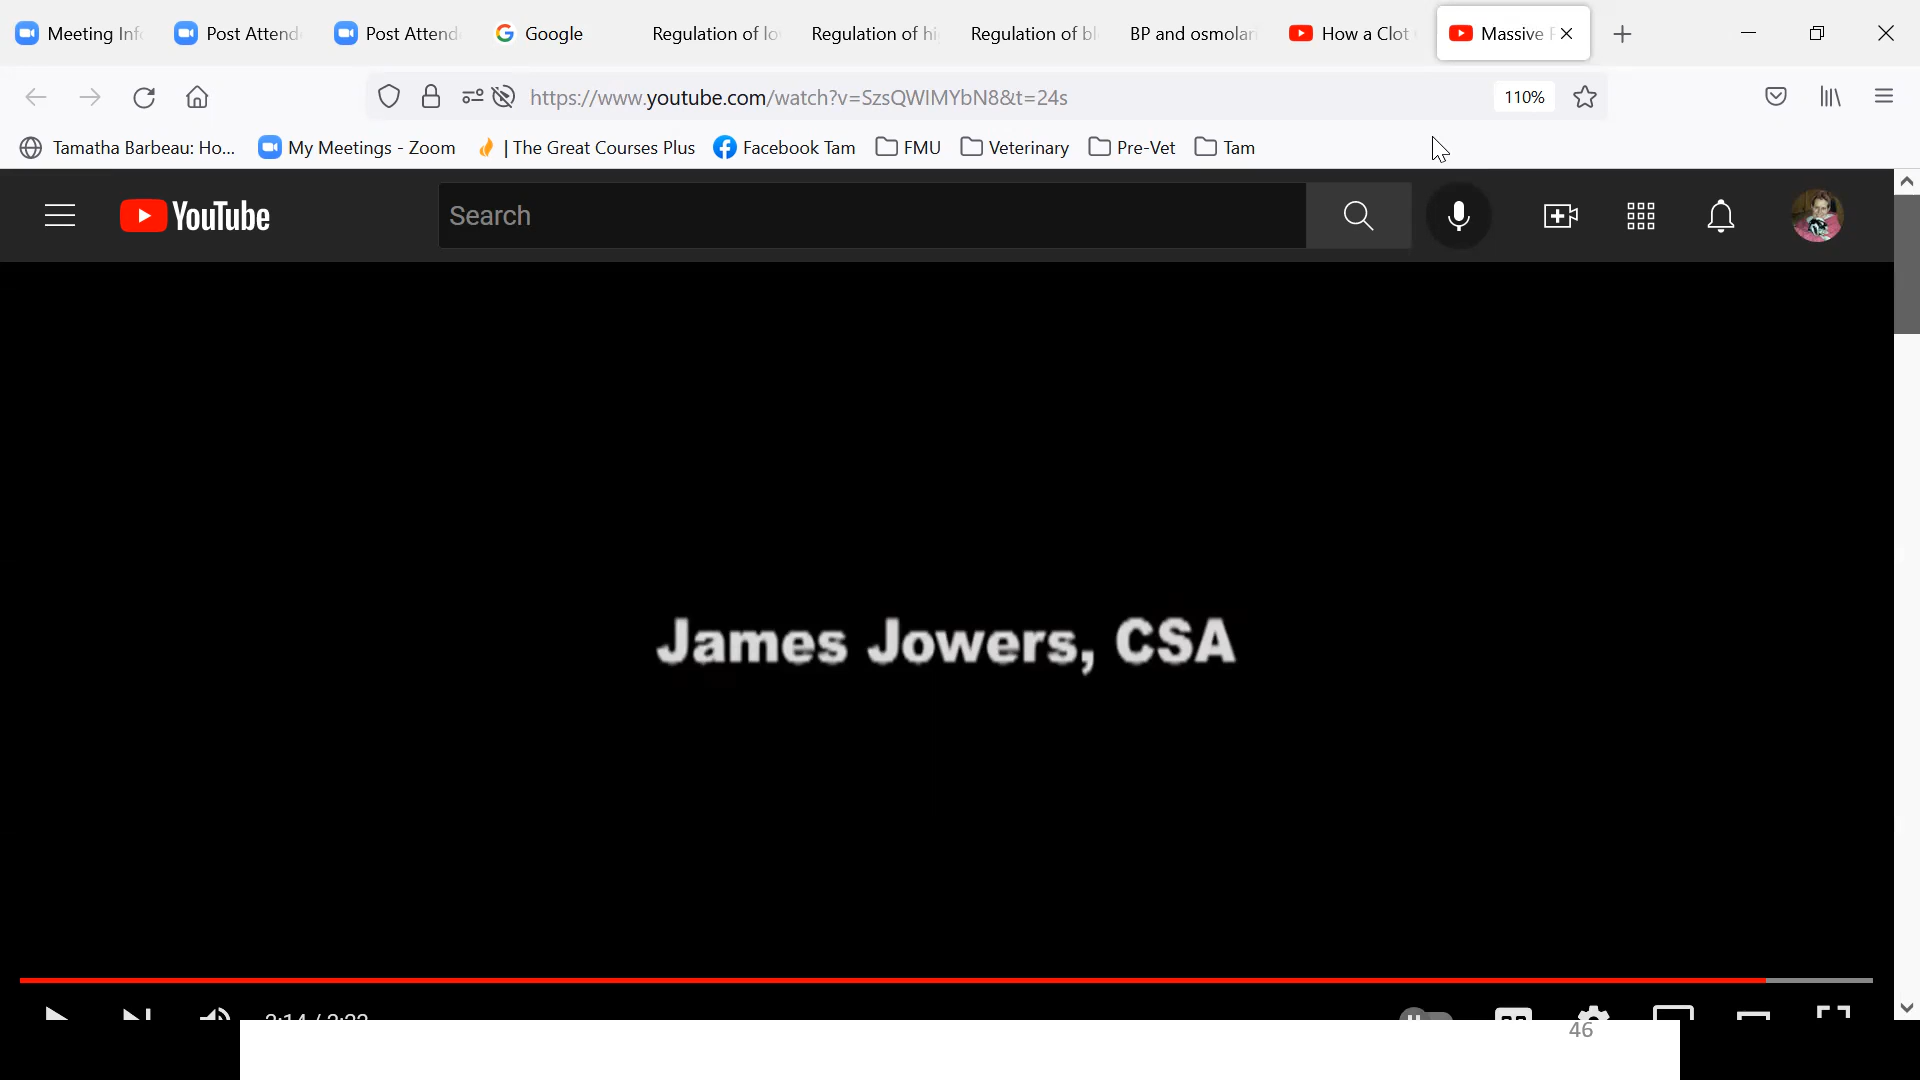 Meeting Inf
Post Attend
Post Attend
Google
Regulation of lo
Regulation of hi
Regulation of bl
BP and osmolar
How a Clot
Massive
https://www.youtube.com/watch?v=SzsQWIMYbN8&t=24s
110%
Tamatha Barbeau: Ho...
My Meetings - Zoom
| The Great Courses Plus
Facebook Tam
FMU
Veterinary
Pre-Vet
Tam
YouTube
Search
James Jowers, CSA
46